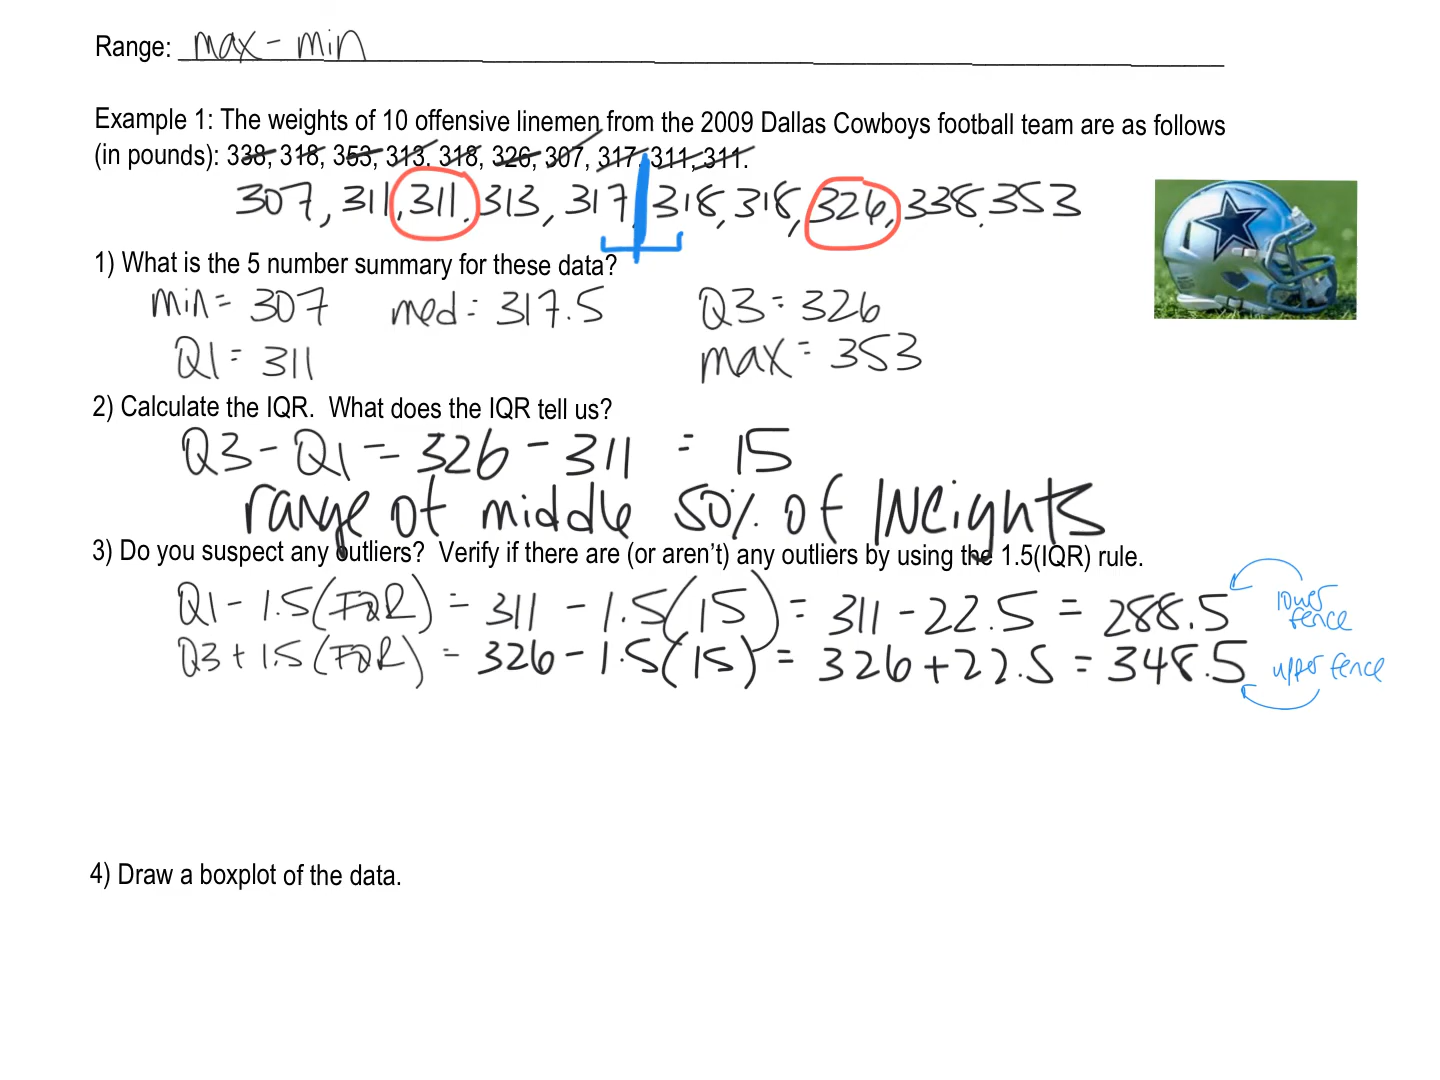 Range: max - min
Example 1: The weights of 10 offensive linemen from the 2009 Dallas Cowboys football team are as follows
(in pounds): 338, 318, 353, 313, 318, 326, 307, 317, 311, 311.
307, 311, 311, 313, 317, 318, 318, 326, 338, 353
1) What is the 5 number summary for these data?
min = 307 med = 317.5 Q3 = 326
Q1 = 311 max = 353
2) Calculate the IQR. What does the IQR tell us?
Q3 - Q1 = 326 - 311 = 15
range of middle 50% of weights
3) Do you suspect any outliers? Verify if there are (or aren't) any outliers by using the 1.5(IQR) rule.
Q1 - 1.5(IQR) = 311 - 1.5(15) = 311 - 22.5 = 288.5 lower fence
Q3 + 1.5(IQR) = 326 - 1.5(15) = 326 + 22.5 = 348.5 upper fence
4) Draw a boxplot of the data.